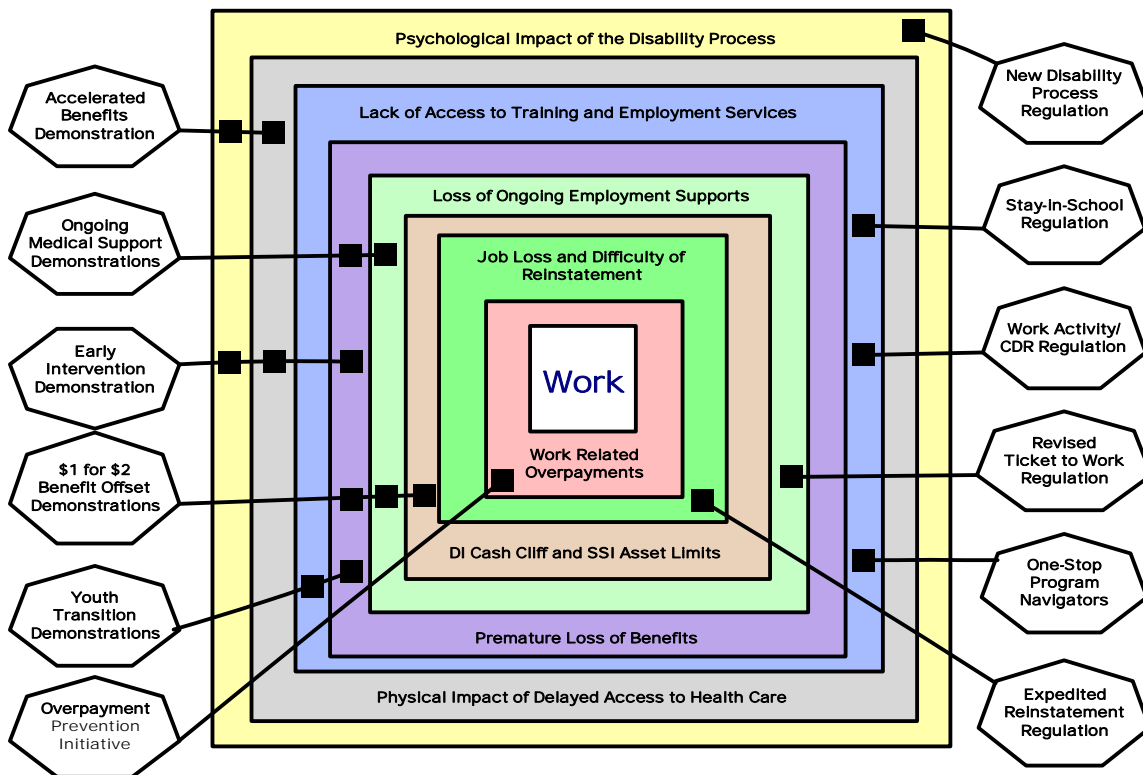 Psychological Impact of the Disability Process
Physical Impact of Delayed Access to Health Care
Lack of Access to Training and Employment Services
Premature Loss of Benefits
Loss of Ongoing Employment Supports
DI Cash Cliff and SSI Asset Limits
Job Loss and Difficulty of
Reinstatement
Work Related
Overpayments
Work
Accelerated
Benefits
Demonstration
Ongoing
Medical Support
Demonstrations
Early
Intervention
Demonstration
$1 for $2
Benefit Offset
Demonstrations
Youth
Transition
Demonstrations
Overpayment
Prevention
Initiative
New Disability
Process
Regulation
Stay-In-School
Regulation
Work Activity/
CDR Regulation
Revised
Ticket to Work
Regulation
One-Stop
Program
Navigators
Expedited
Reinstatement
Regulation